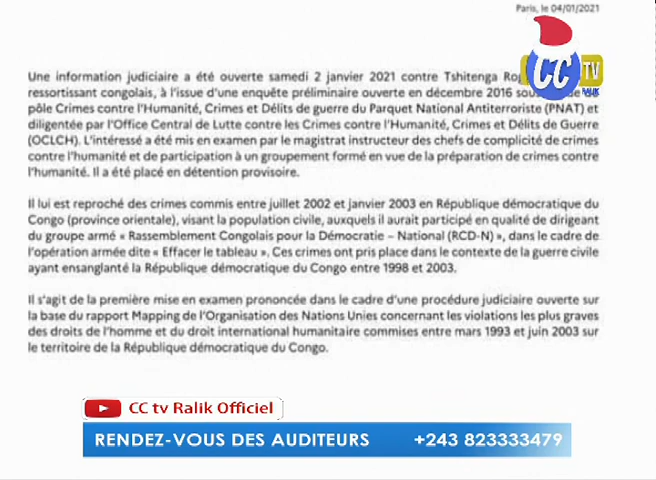 Paris, le 04/01/2021
CC TV
Une information judiciaire a été ouverte samedi 2 janvier 2021 contre Tshitenga
ressortissant congolais, à l'issue d'une enquête préliminaire ouverte en décembre 2016
pôle Crimes contre l'Humanité, Crimes et Délits de guerre du Parquet National Antiterroriste (PNAT) et
diligentée par l'Office Central de Lutte contre les Crimes contre l'Humanité, Crimes et Délits de Guerre
(OCLCH). L'intéressé a été mis en examen par le magistrat instructeur des chefs de complicité de crimes
contre l'humanité et de participation à un groupement formé en vue de la préparation de crimes contre
l'humanité. Il a été placé en détention provisoire.
Il lui est reproché des crimes commis entre juillet 2002 et janvier 2003 en République démocratique du
Congo (province orientale), visant la population civile, auxquels il aurait participé en qualité de dirigeant
du groupe armé « Rassemblement Congolais pour la Démocratie – National (RCD-N) », dans le cadre de
l'opération armée dite « Effacer le tableau ». Ces crimes ont pris place dans le contexte de la guerre civile
ayant ensanglanté la République démocratique du Congo entre 1998 et 2003.
Il s'agit de la première mise en examen prononcée dans le cadre d'une procédure judiciaire ouverte sur
la base du rapport Mapping de l'Organisation des Nations Unies concernant les violations les plus graves
des droits de l'homme et du droit international humanitaire commises entre mars 1993 et juin 2003 sur
le territoire de la République démocratique du Congo.
CC tv Ralik Officiel
RENDEZ-VOUS DES AUDITEURS +243 823333479